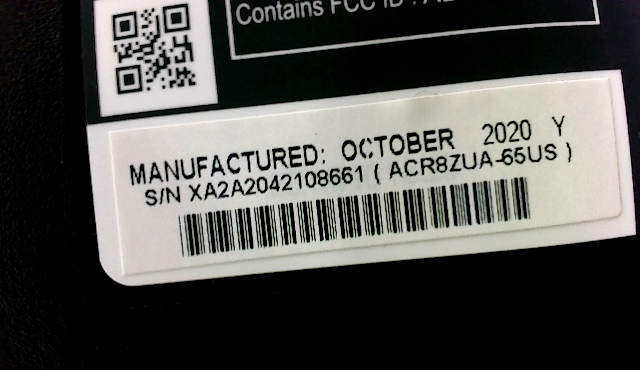 Contains FCC ID :
MANUFACTURED: OCTOBER 2020 Y
S/N XA2A2042108661 ( ACR8ZUA-65US )